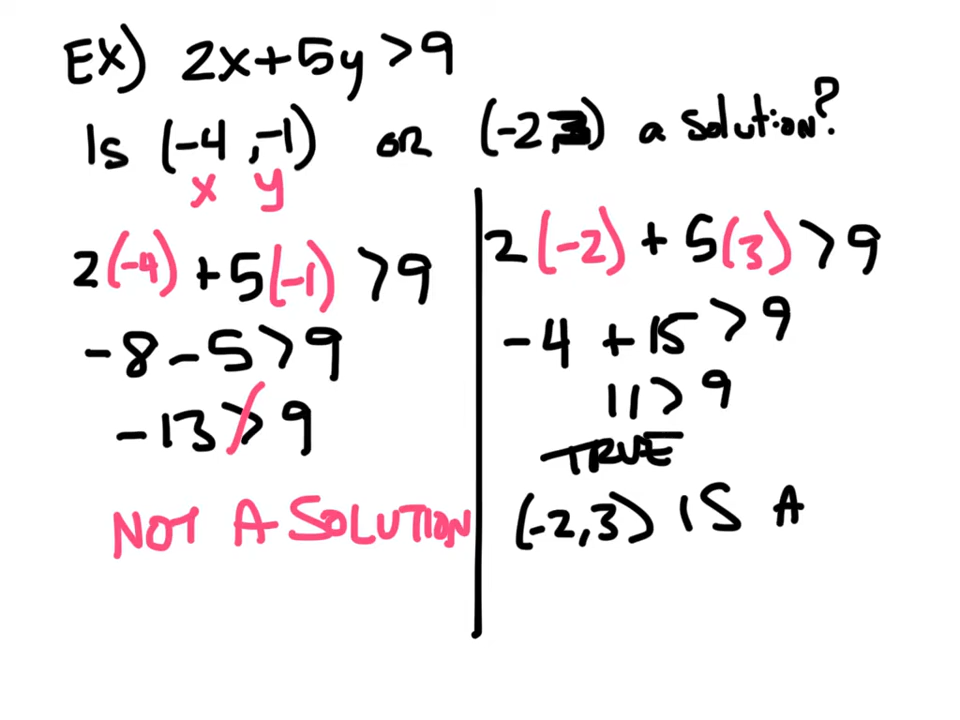 EX) 2x+5y>9
Is (-4,-1) or (-2,3) a solution?
x y
2(-4)+5(-1)>9
-8-5>9
-13≯9
NOT A SOLUTION
2(-2)+5(3)>9
-4+15>9
11>9
TRUE
(-2,3) IS A